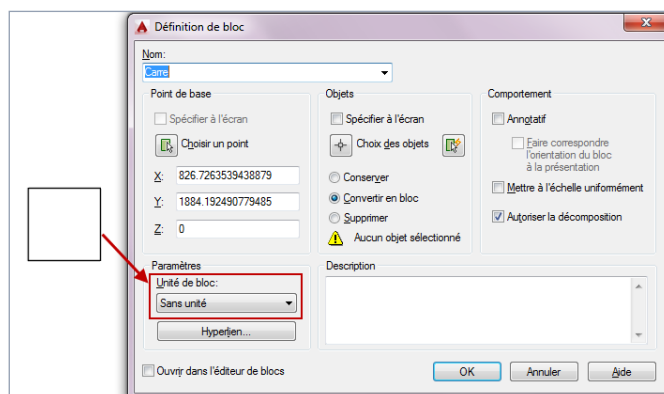 Définition de bloc
Nom:
Carre
Point de base
Spécifier à l'écran
Choisir un point
X: 826.7263539438879
Y: 1884.192490779485
Z: 0
Objets
Spécifier à l'écran
Choix des objets
Conserver
Convertir en bloc
Supprimer
Aucun objet sélectionné
Comportement
Annotatif
Faire correspondre
l'orientation du bloc
à la présentation
Mettre à l'échelle uniformément
Autoriser la décomposition
Paramètres
Unité de bloc:
Sans unité
Hyperlien...
Description
Ouvrir dans l'éditeur de blocs
OK
Annuler
Aide